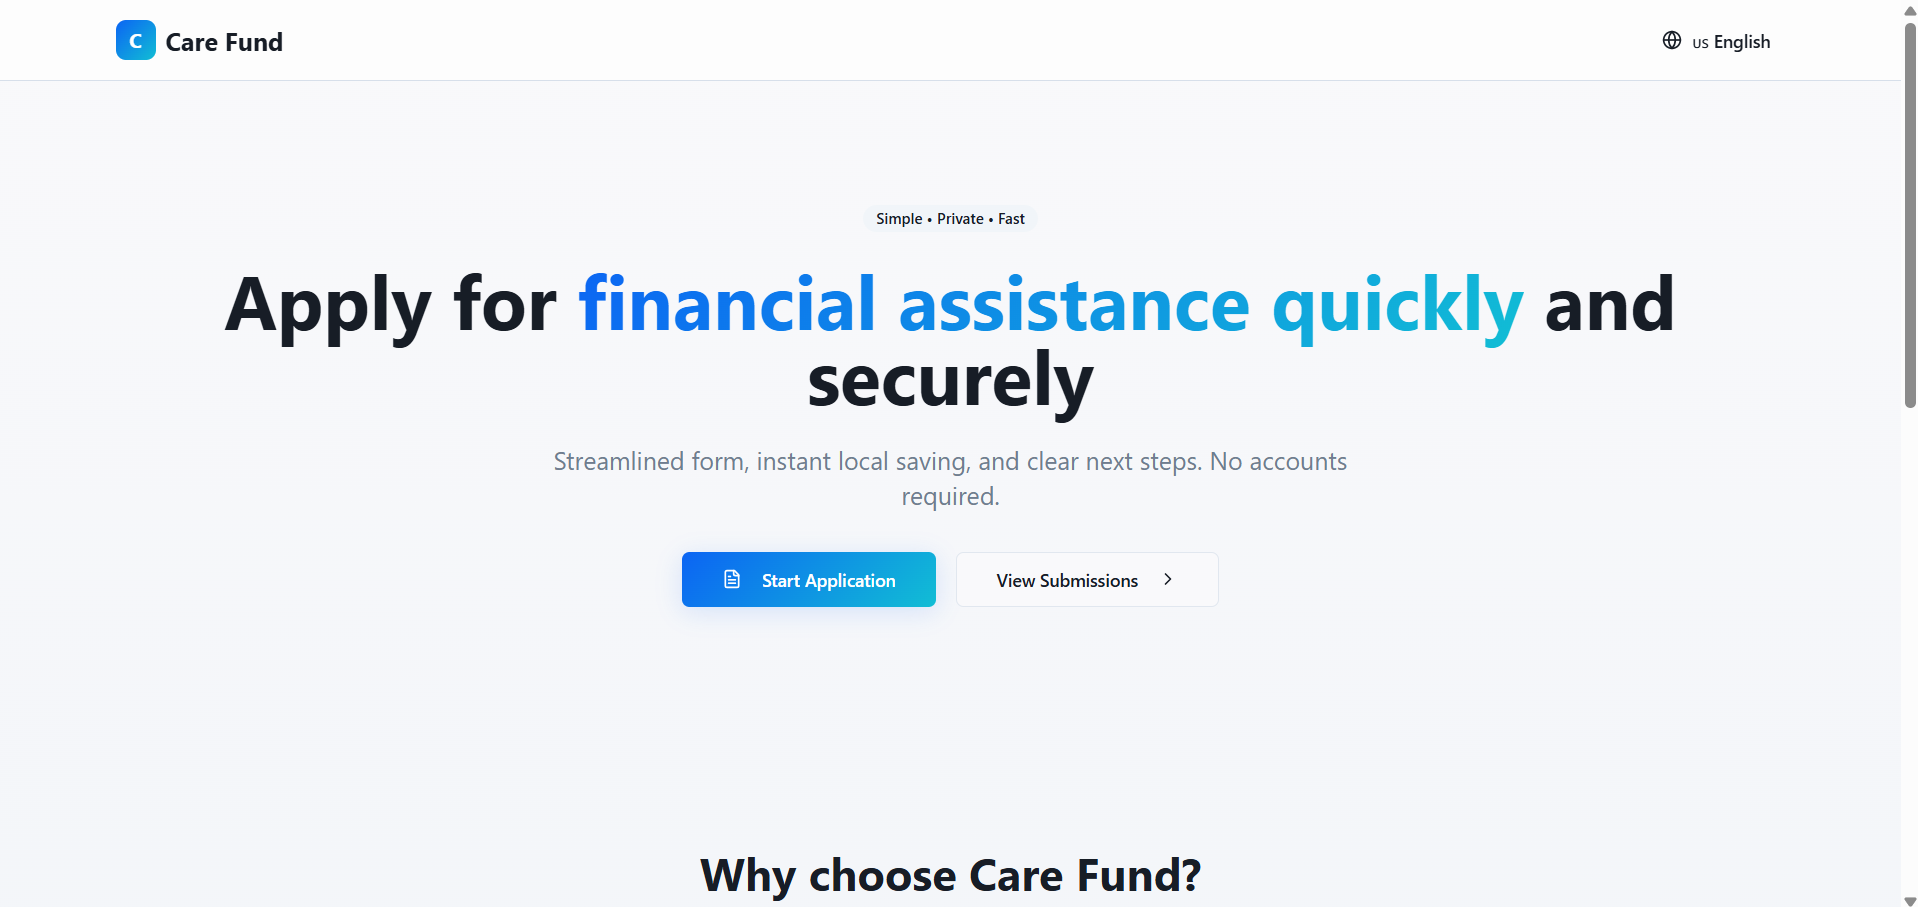 C Care Fund
us English
Simple • Private • Fast
Apply for financial assistance quickly and
securely
Streamlined form, instant local saving, and clear next steps. No accounts
required.
Start Application
View Submissions
Why choose Care Fund?